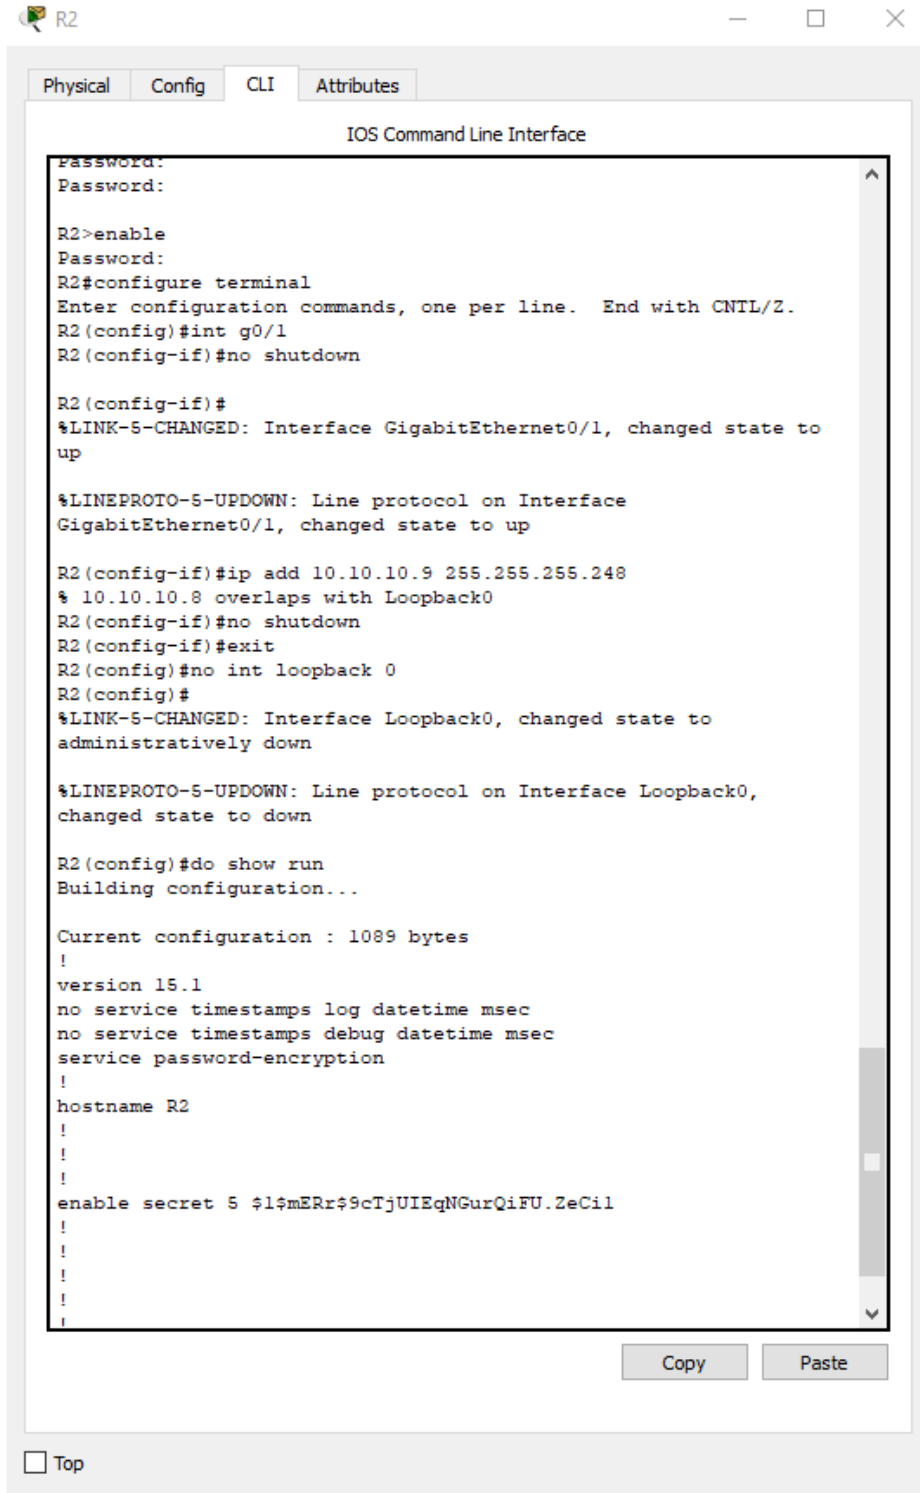 R2
Physical Config CLI Attributes
IOS Command Line Interface
Password:
Password:
R2>enable
Password:
R2#configure terminal
Enter configuration commands, one per line.  End with CNTL/Z.
R2(config)#int g0/1
R2(config-if)#no shutdown
R2(config-if)#
%LINK-5-CHANGED: Interface GigabitEthernet0/1, changed state to
up
%LINEPROTO-5-UPDOWN: Line protocol on Interface
GigabitEthernet0/1, changed state to up
R2(config-if)#ip add 10.10.10.9 255.255.255.248
% 10.10.10.8 overlaps with Loopback0
R2(config-if)#no shutdown
R2(config-if)#exit
R2(config)#no int loopback 0
R2(config)#
%LINK-5-CHANGED: Interface Loopback0, changed state to
administratively down
%LINEPROTO-5-UPDOWN: Line protocol on Interface Loopback0,
changed state to down
R2(config)#do show run
Building configuration...
Current configuration : 1089 bytes
!
version 15.1
no service timestamps log datetime msec
no service timestamps debug datetime msec
service password-encryption
!
hostname R2
!
!
!
enable secret 5 $1$mERr$9cTjUIEqNGurQiFU.ZeCi1
!
!
!
!
!
Copy Paste
Top